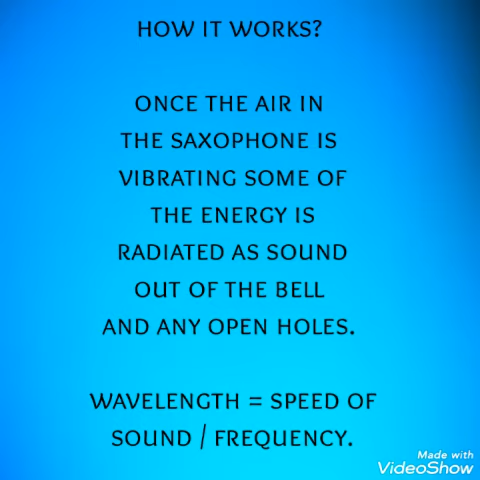 HOW IT WORKS?
ONCE THE AIR IN
THE SAXOPHONE IS
VIBRATING SOME OF
THE ENERGY IS
RADIATED AS SOUND
OUT OF THE BELL
AND ANY OPEN HOLES.
WAVELENGTH = SPEED OF
SOUND / FREQUENCY.
Made with
VideoShow